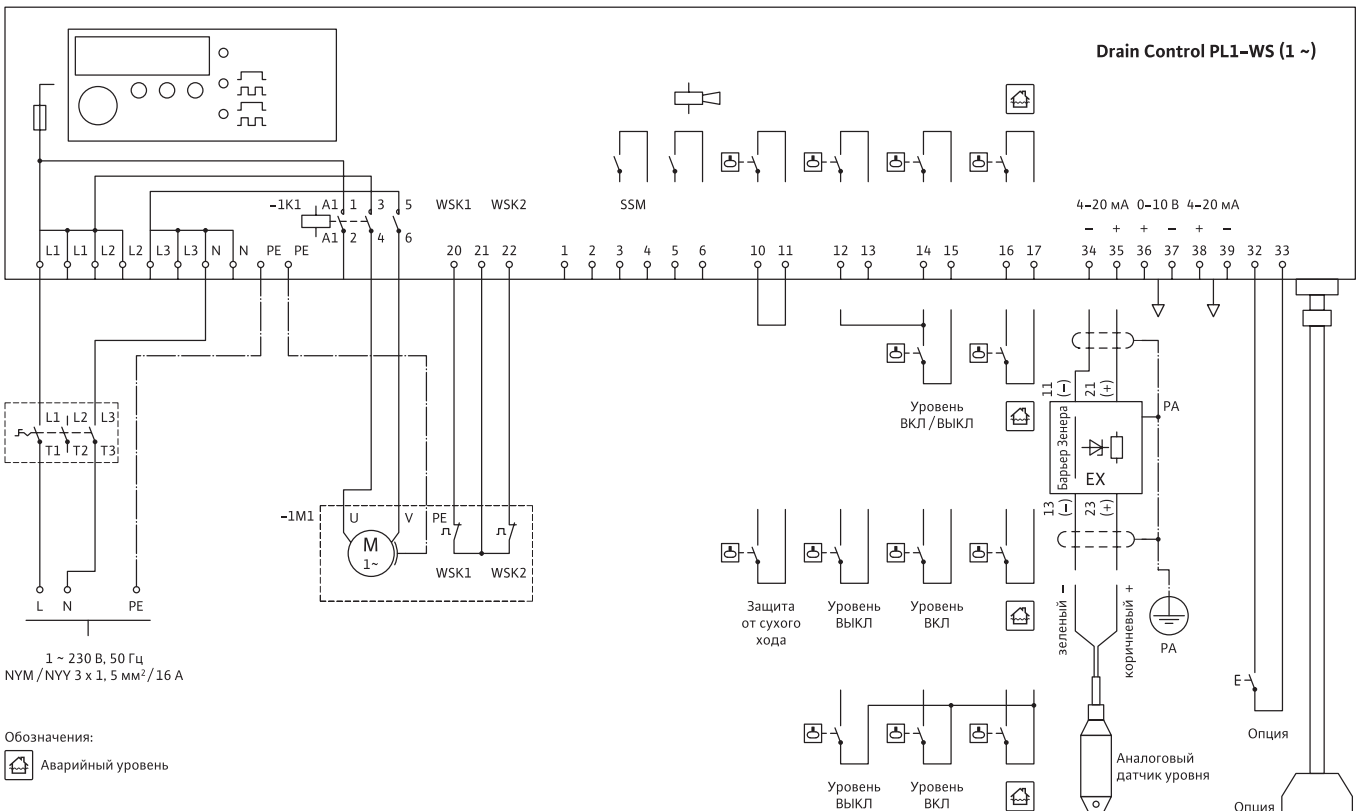 Drain Control PL1–WS (1 ~)
–1K1 A1 1 3 5 WSK1 WSK2 SSM 4–20 мА 0–10 В 4–20 мА
– + + – + –
A1 2 4 6
L1 L1 L2 L2 L3 L3 N N PE PE 20 21 22 1 2 3 4 5 6 10 11 12 13 14 15 16 17 34 35 36 37 38 39 32 33
Уровень
ВКЛ / ВЫКЛ
11 (–) 21 (+)
PA
L1 L2 L3
T1 T2 T3
Барьер Зенера
EX
13 (–) 23 (+)
–1M1 U V PE
M
1~
WSK1 WSK2
L N PE
Защита
от сухого
хода
Уровень
ВЫКЛ
Уровень
ВКЛ
зеленый –
коричневый +
PA
1 ~ 230 В, 50 Гц
NYM / NYY 3 x 1, 5 мм² / 16 А
E
Опция
Обозначения:
Аварийный уровень
Аналоговый
датчик уровня
Уровень
ВЫКЛ
Уровень
ВКЛ
Опция